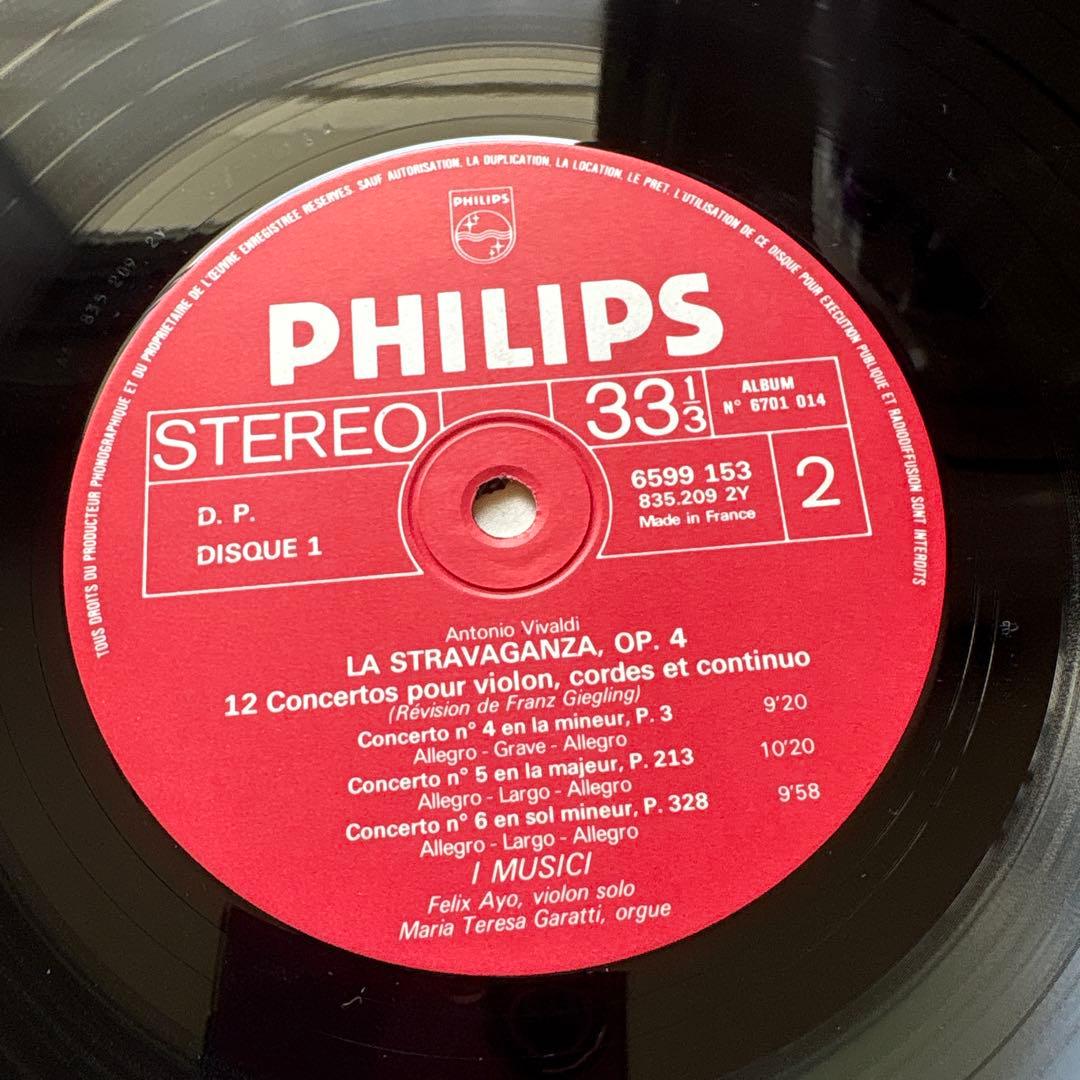 TOUS DROITS DU PRODUCTEUR PHONOGRAPHIQUE ET DU PROPRIETAIRE DE L'ŒUVRE ENREGISTREE RESERVES. SAUF AUTORISATION, LA DUPLICATION, LA LOCATION, LE PRET, L'UTILISATION DE CE DISQUE POUR EXECUTION PUBLIQUE ET RADIODIFFUSION SONT INTERDITS
PHILIPS
PHILIPS
STEREO
33 1/3
ALBUM
N° 6701 014
D. P.
DISQUE 1
6599 153
835.209 2Y
Made in France
2
Antonio Vivaldi
LA STRAVAGANZA, OP. 4
12 Concertos pour violon, cordes et continuo
(Révision de Franz Giegling)
Concerto n° 4 en la mineur, P. 3 9'20
Allegro - Grave - Allegro
Concerto n° 5 en la majeur, P. 213 10'20
Allegro - Largo - Allegro
Concerto n° 6 en sol mineur, P. 328 9'58
Allegro - Largo - Allegro
I MUSICI
Felix Ayo, violon solo
Maria Teresa Garatti, orgue
835 209 2Y